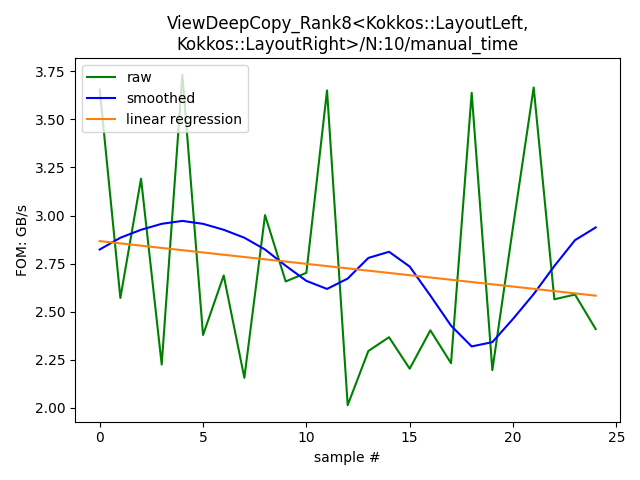 ViewDeepCopy_Rank8<Kokkos::LayoutLeft,
Kokkos::LayoutRight>/N:10/manual_time
raw
smoothed
linear regression
FOM: GB/s
3.75
3.50
3.25
3.00
2.75
2.50
2.25
2.00
0
5
10
15
20
25
sample #